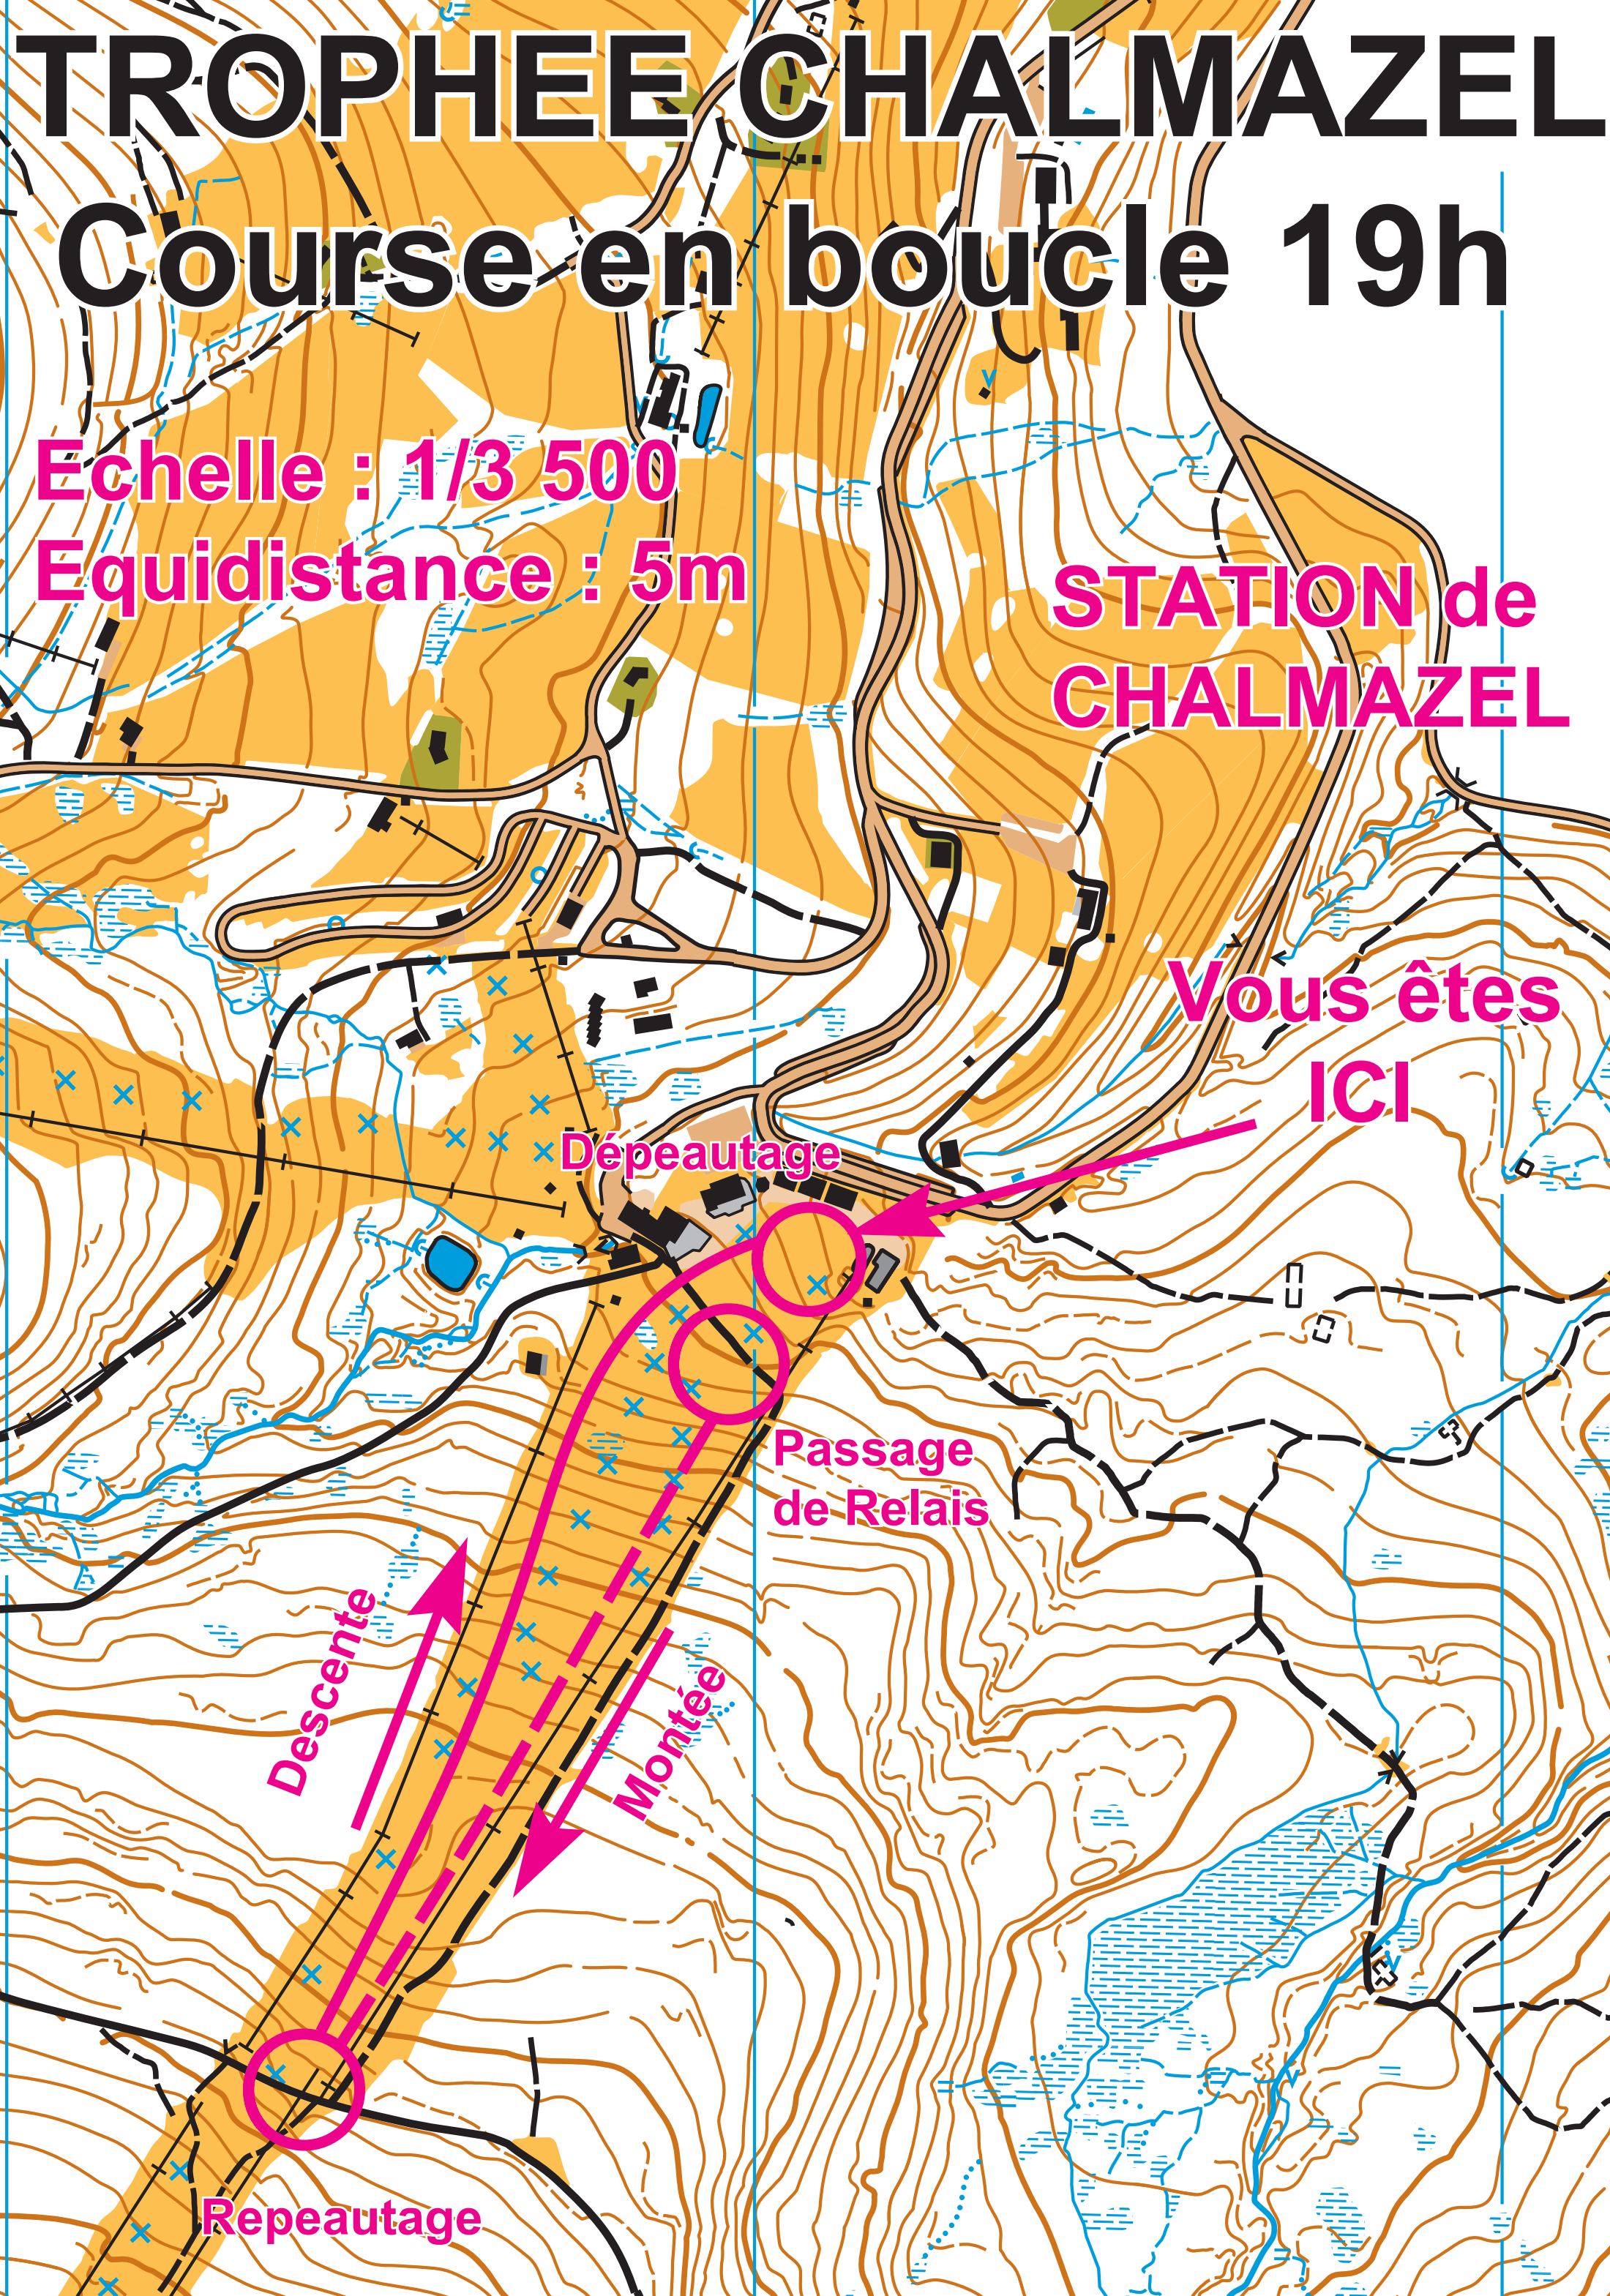 TROPHEE CHALMAZEL
Course en boucle 19h
Echelle : 1/3 500
Equidistance : 5m
STATION de
CHALMAZEL
Vous êtes
ICI
Dépeautage
Passage
de Relais
Descente
Montée
Repeautage